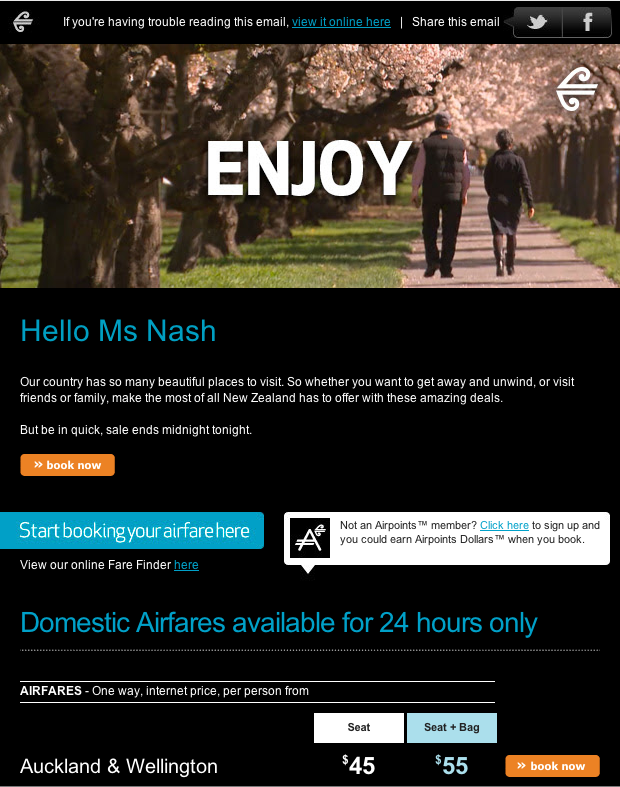 If you're having trouble reading this email, view it online here | Share this email
ENJOY
Hello Ms Nash
Our country has so many beautiful places to visit. So whether you want to get away and unwind, or visit
friends or family, make the most of all New Zealand has to offer with these amazing deals.
But be in quick, sale ends midnight tonight.
» book now
Start booking your airfare here
Not an Airpoints™ member? Click here to sign up and
you could earn Airpoints Dollars™ when you book.
View our online Fare Finder here
Domestic Airfares available for 24 hours only
AIRFARES - One way, internet price, per person from
Seat Seat + Bag
Auckland & Wellington $45 $55 » book now